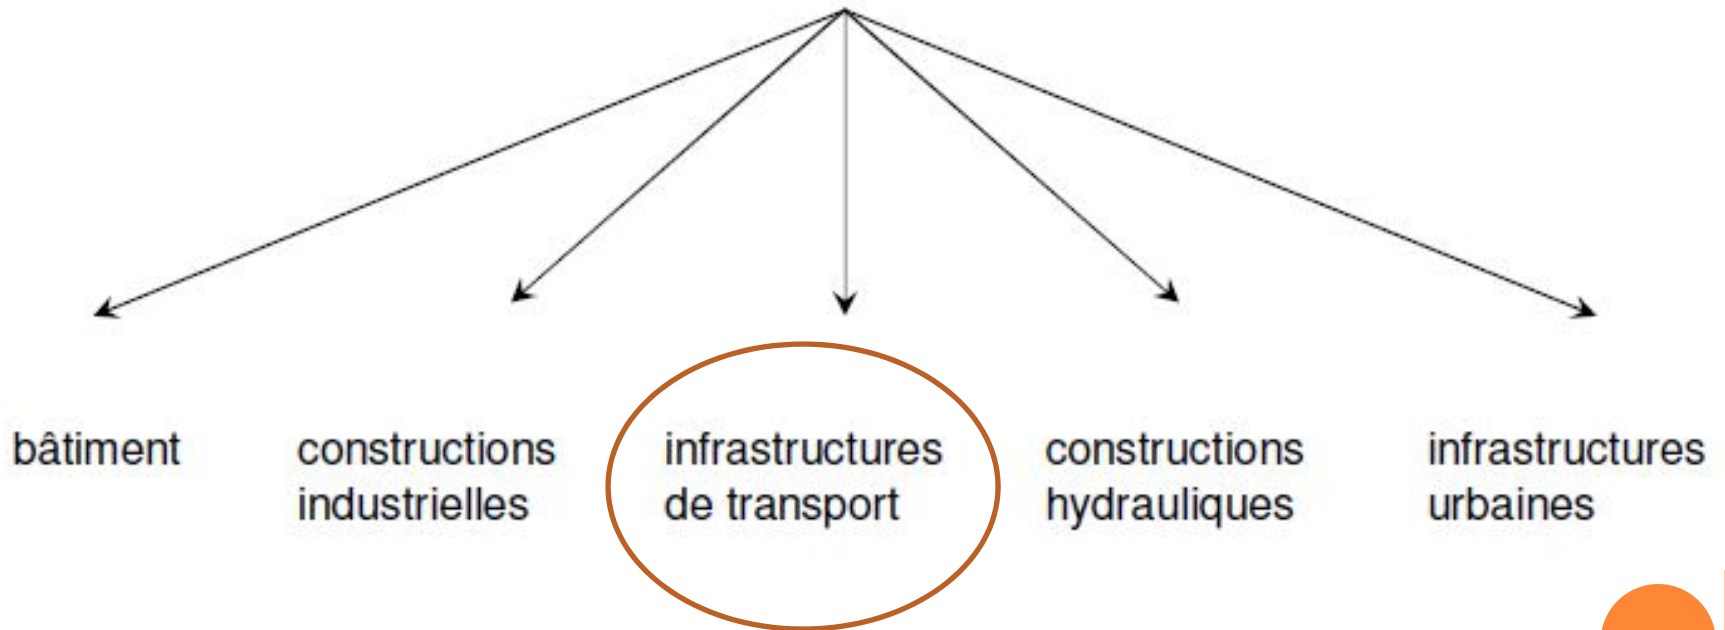 bâtiment
constructions
industrielles
infrastructures
de transport
constructions
hydrauliques
infrastructures
urbaines